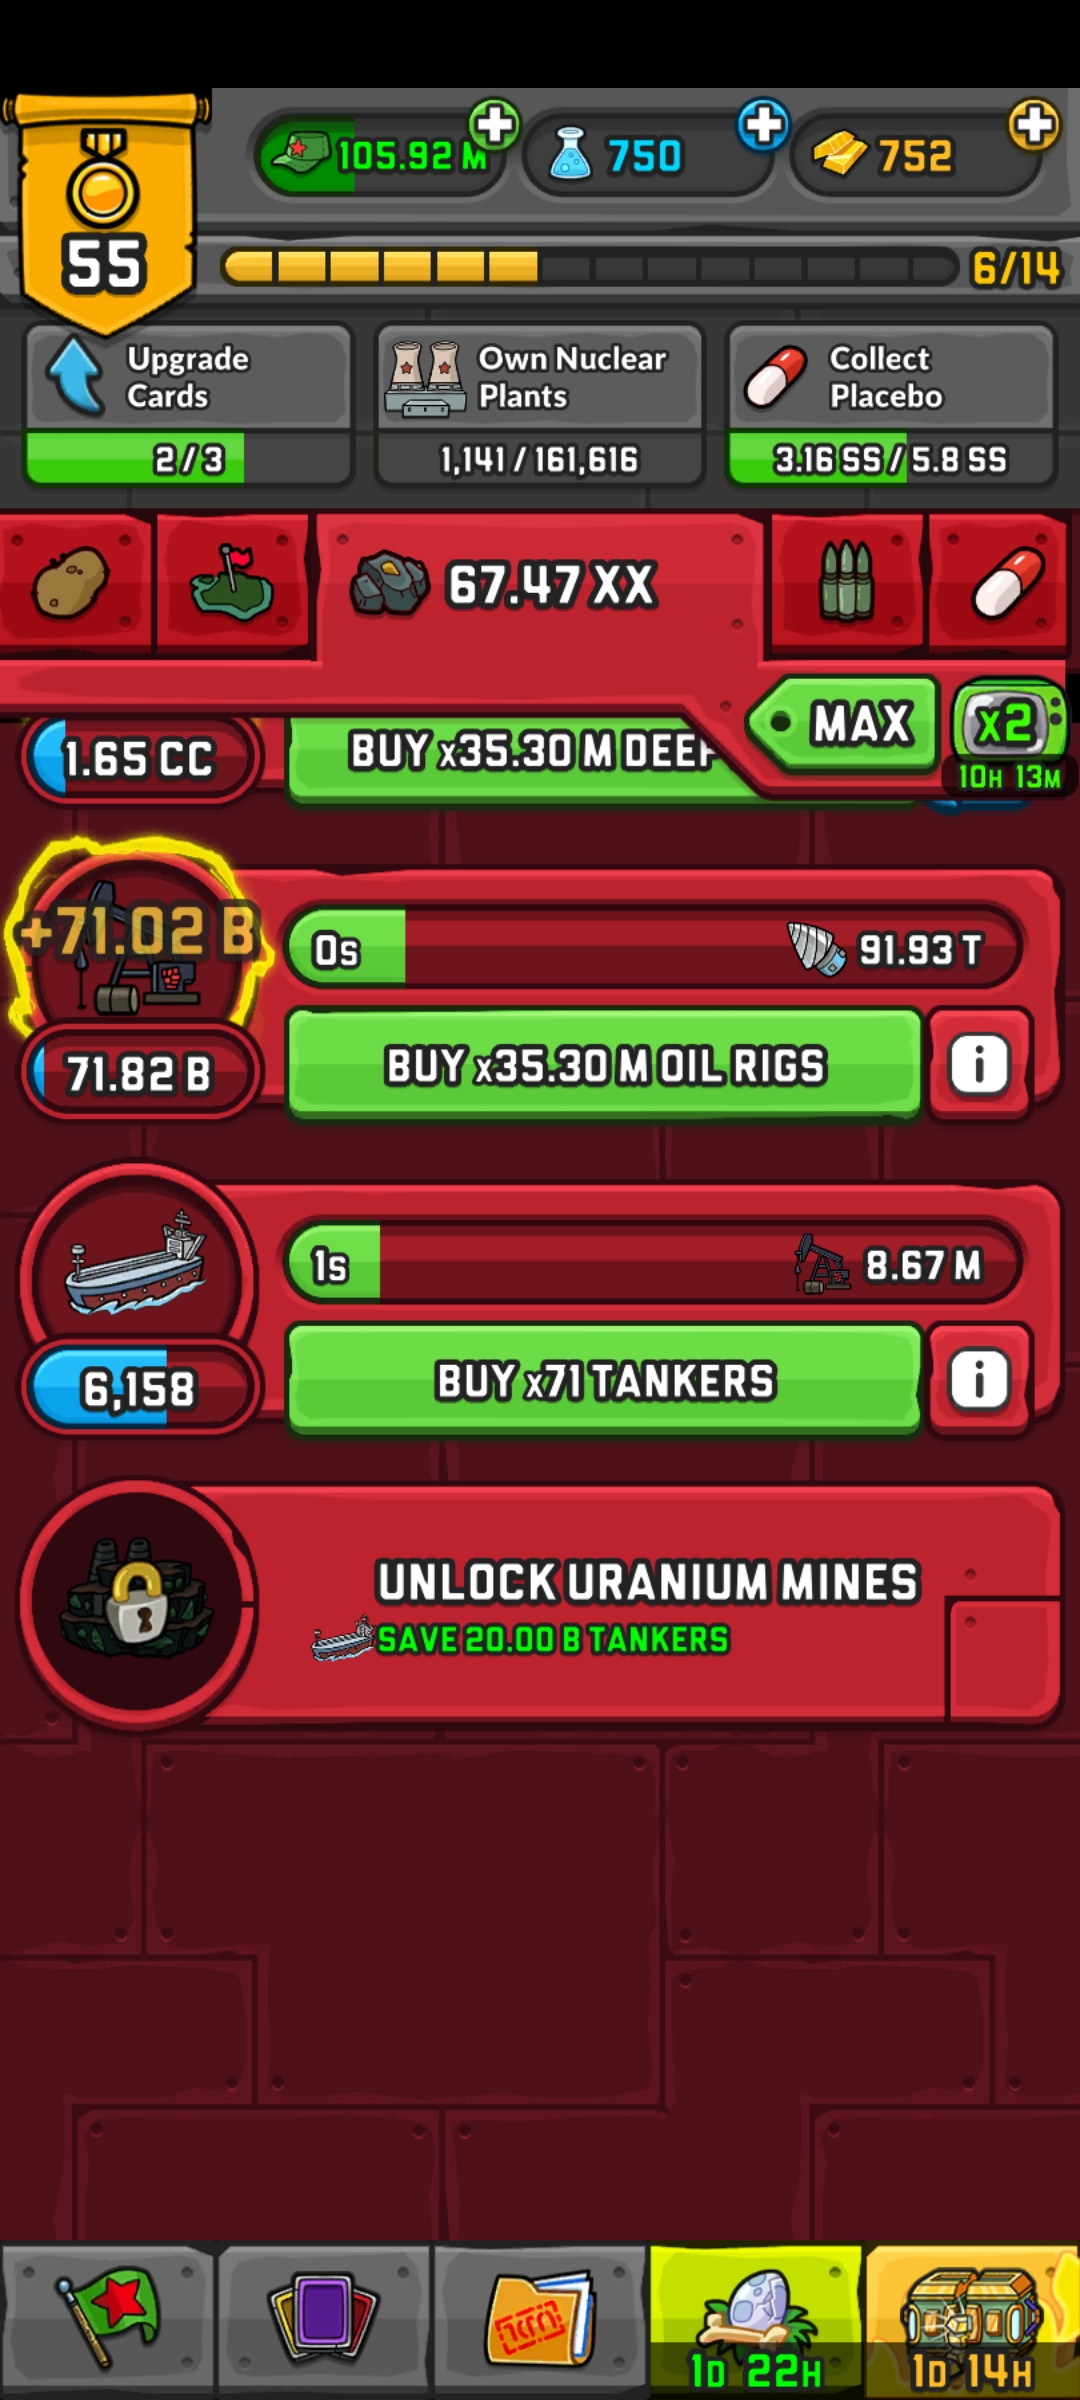 55
105.92 M
750
752
6/14
Upgrade
Cards
2/3
Own Nuclear
Plants
1,141/161,616
Collect
Placebo
3.16 SS/5.8 SS
67.47 XX
MAX
x2
10H 13M
1.65 CC
BUY x35.30 M DEEP
+71.02 B
0s
91.93 T
71.82 B
BUY x35.30 M OIL RIGS
i
1s
8.67 M
6,158
BUY x71 TANKERS
i
UNLOCK URANIUM MINES
SAVE 20.00 B TANKERS
1D 22H
1D 14H